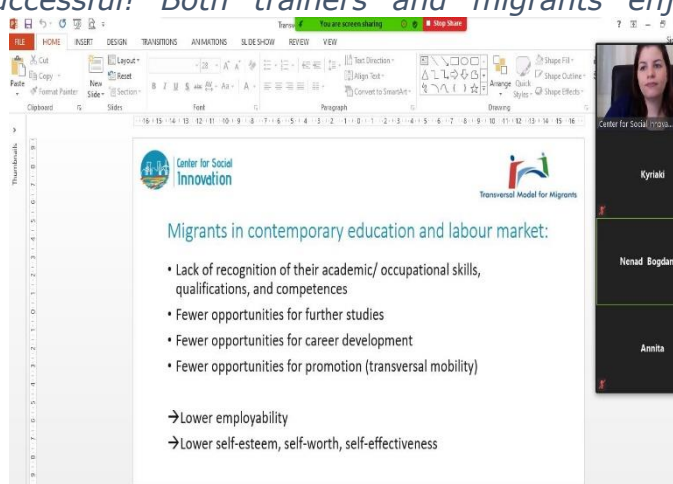 uccessful! Both trainers and migrants enj
You are screen sharing
Stop Share
FILE HOME INSERT DESIGN TRANSITIONS ANIMATIONS SLIDE SHOW REVIEW VIEW
Cut
Copy
Format Painter
Paste
New
Slide
Layout
Reset
Section
Text Direction
Align Text
Convert to SmartArt
Arrange
Quick
Styles
Shape Fill
Shape Outline
Shape Effects
Clipboard Slides Font Paragraph Drawing
Thumbnails
Center for Social
Innovation
Transversal Model for Migrants
Migrants in contemporary education and labour market:
• Lack of recognition of their academic/ occupational skills,
qualifications, and competences
• Fewer opportunities for further studies
• Fewer opportunities for career development
• Fewer opportunities for promotion (transversal mobility)
→Lower employability
→Lower self-esteem, self-worth, self-effectiveness
Center for Social Innova...
Kyriaki
Nenad Bogdan
Annita